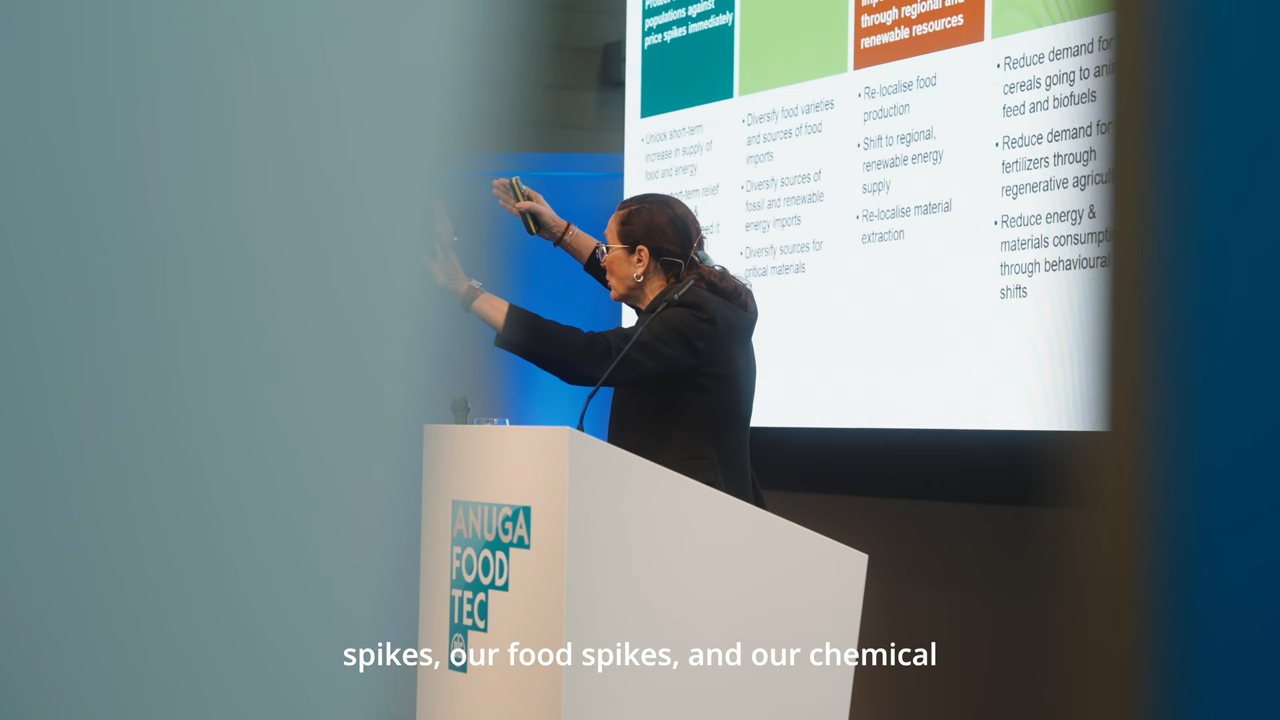 populations against
price spikes immediately
through regional and
renewable resources
• Unlock short-term
increase in supply of
food and energy
short-term relief
&
• Diversify food varieties
and sources of food
imports
• Diversify sources of
fossil and renewable
energy imports
• Diversify sources for
critical materials
• Re-localise food
production
• Shift to regional,
renewable energy
supply
• Re-localise material
extraction
• Reduce demand for
cereals going to
feed and biofuels
• Reduce demand for
fertilizers through
regenerative
• Reduce energy &
materials
through behavioural
shifts
ANUGA
FOOD
TEC
spikes, our food spikes, and our chemical